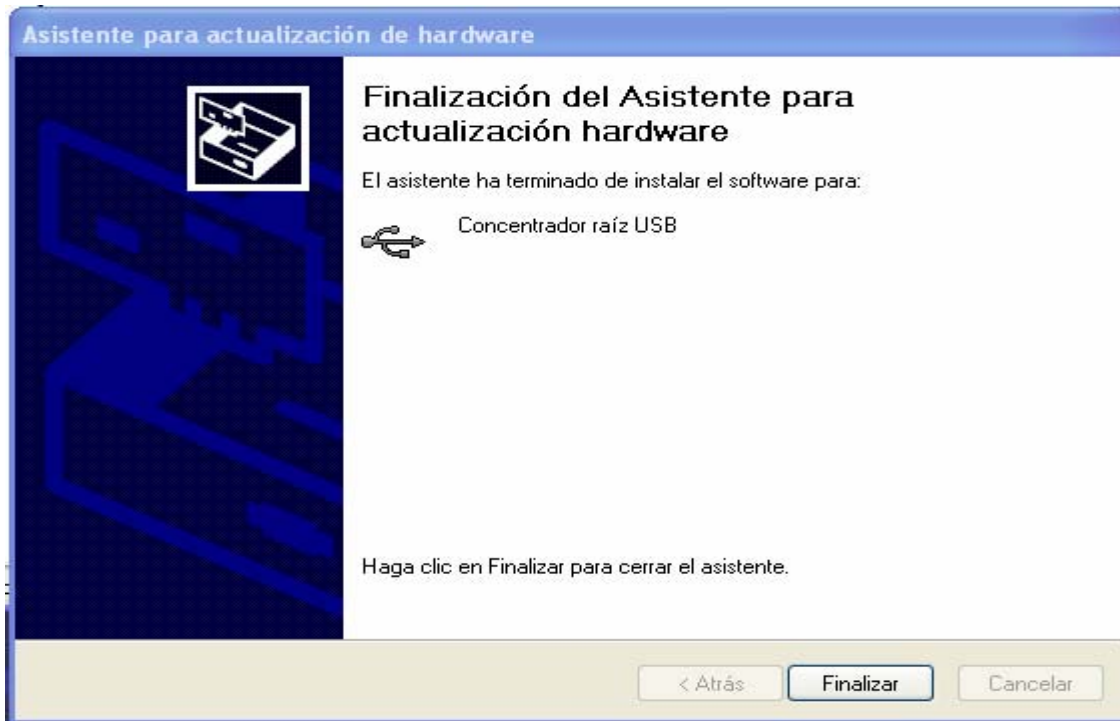 Asistente para actualización de hardware
Finalización del Asistente para
actualización hardware
El asistente ha terminado de instalar el software para:
Concentrador raíz USB
Haga clic en Finalizar para cerrar el asistente.
< Atrás
Finalizar
Cancelar